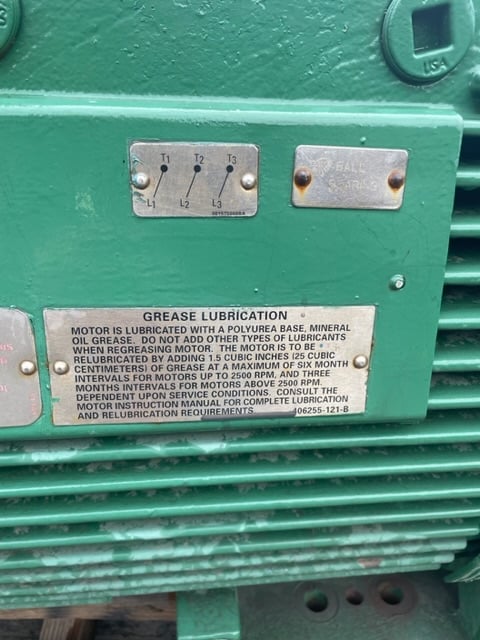 USA
T1 T2 T3
L1 L2 L3
BALL
BEARING
GREASE LUBRICATION
MOTOR IS LUBRICATED WITH A POLYUREA BASE, MINERAL
OIL GREASE. DO NOT ADD OTHER TYPES OF LUBRICANTS
WHEN REGREASING MOTOR. THE MOTOR IS TO BE
RELUBRICATED BY ADDING 1.5 CUBIC INCHES (25 CUBIC
CENTIMETERS) OF GREASE AT A MAXIMUM OF SIX MONTH
INTERVALS FOR MOTORS UP TO 2500 RPM, AND THREE
MONTHS INTERVALS FOR MOTORS ABOVE 2500 RPM.
DEPENDENT UPON SERVICE CONDITIONS. CONSULT THE
MOTOR INSTRUCTION MANUAL FOR COMPLETE LUBRICATION
AND RELUBRICATION REQUIREMENTS 406255-121-B